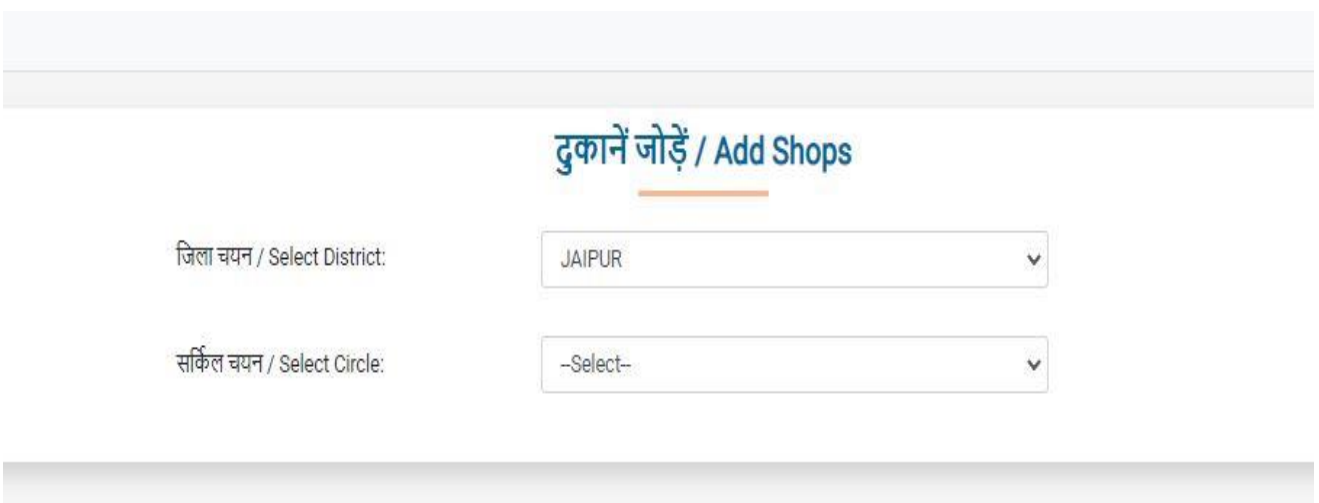 दुकानें जोड़ें / Add Shops
जिला चयन / Select District:
JAIPUR
सर्किल चयन / Select Circle:
--Select--